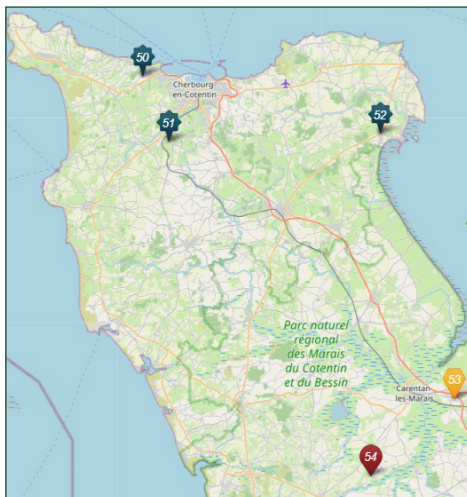 50
Cherbourg
en-Cotentin
51
52
Parc naturel
régional
des Marais
du Cotentin
et du Bessin
Carentan
les-Marais
53
54